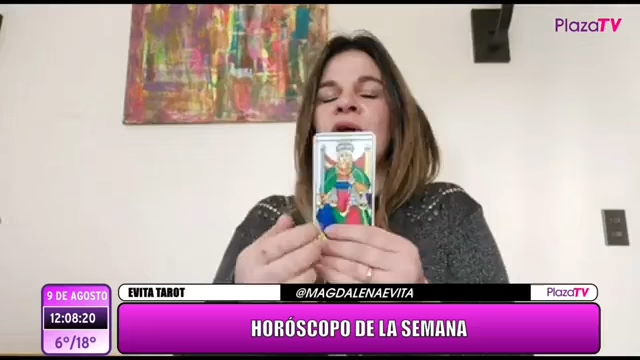 PlazaTV
9 DE AGOSTO
EVITA TAROT
@MAGDALENAEVITA
PlazaTV
12:08:20
HORÓSCOPO DE LA SEMANA
6°/18°